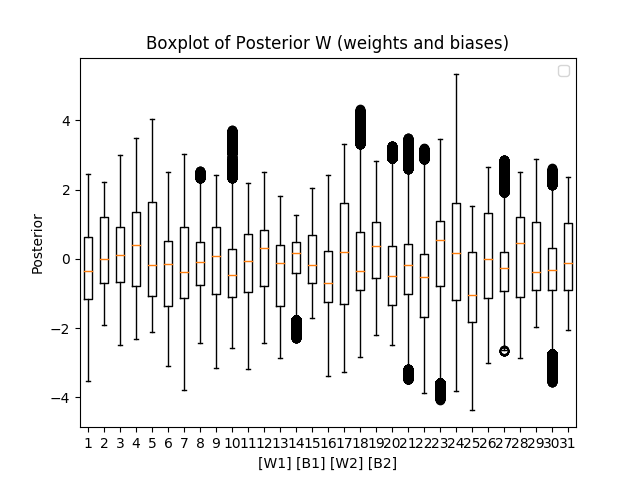 Boxplot of Posterior W (weights and biases)
Posterior
4
2
0
−2
−4
1 2 3 4 5 6 7 8 9 10 11 12 13 14 15 16 17 18 19 20 21 22 23 24 25 26 27 28 29 30 31
[W1] [B1] [W2] [B2]